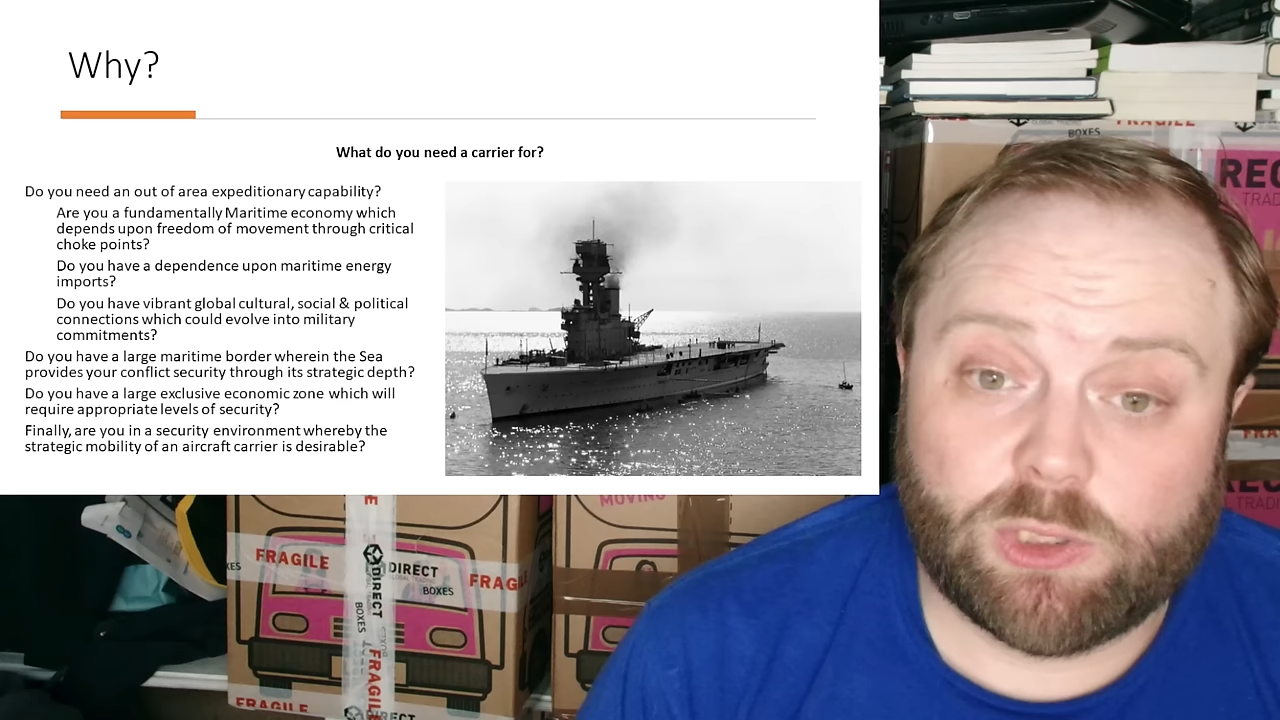 Why?
What do you need a carrier for?
Do you need an out of area expeditionary capability?
Are you a fundamentally Maritime economy which
depends upon freedom of movement through critical
choke points?
Do you have a dependence upon maritime energy
imports?
Do you have vibrant global cultural, social & political
connections which could evolve into military
commitments?
Do you have a large maritime border wherein the Sea
provides your conflict security through its strategic depth?
Do you have a large exclusive economic zone which will
require appropriate levels of security?
Finally, are you in a security environment whereby the
strategic mobility of an aircraft carrier is desirable?
FRAGILE
BOXES
FRAGILE
DIRECT
BOXES
FRAGILE
DIRECT
BOXES
FRAGILE
FRAGILE
DIRECT
MOVING